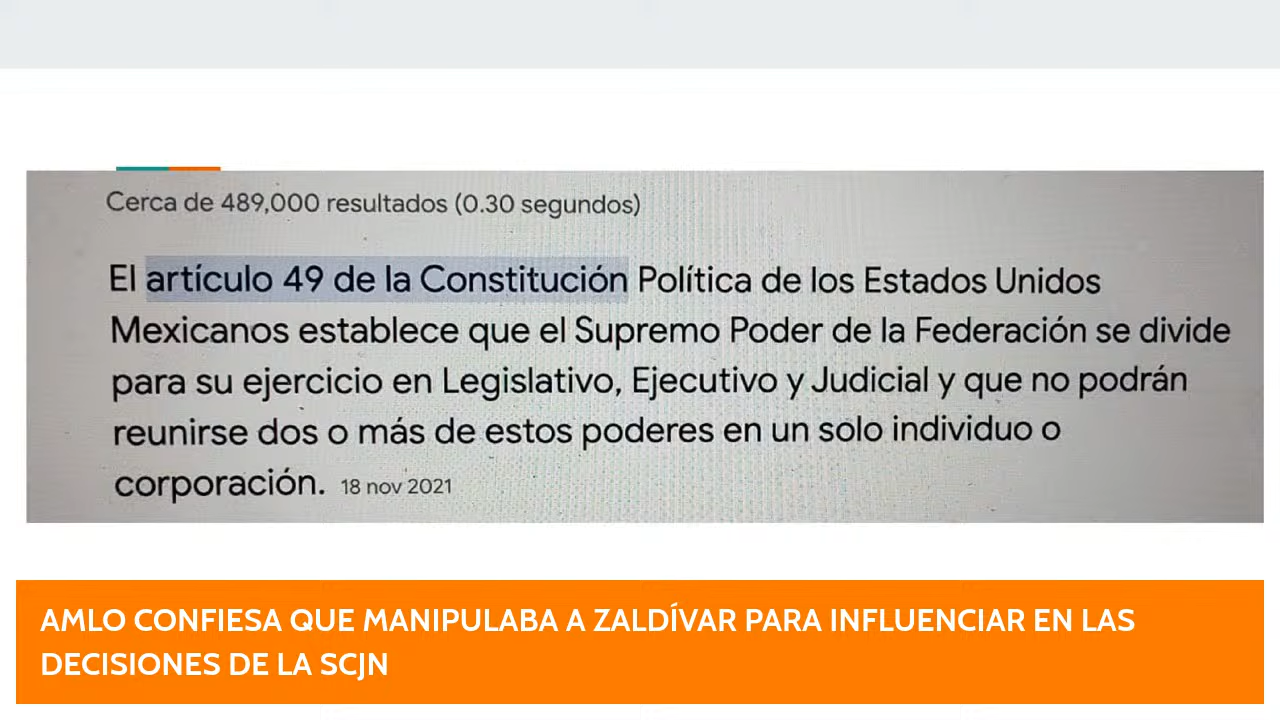 Cerca de 489,000 resultados (0.30 segundos)
El artículo 49 de la Constitución Política de los Estados Unidos
Mexicanos establece que el Supremo Poder de la Federación se divide
para su ejercicio en Legislativo, Ejecutivo y Judicial y que no podrán
reunirse dos o más de estos poderes en un solo individuo o
corporación. 18 nov 2021
AMLO CONFIESA QUE MANIPULABA A ZALDÍVAR PARA INFLUENCIAR EN LAS
DECISIONES DE LA SCJN